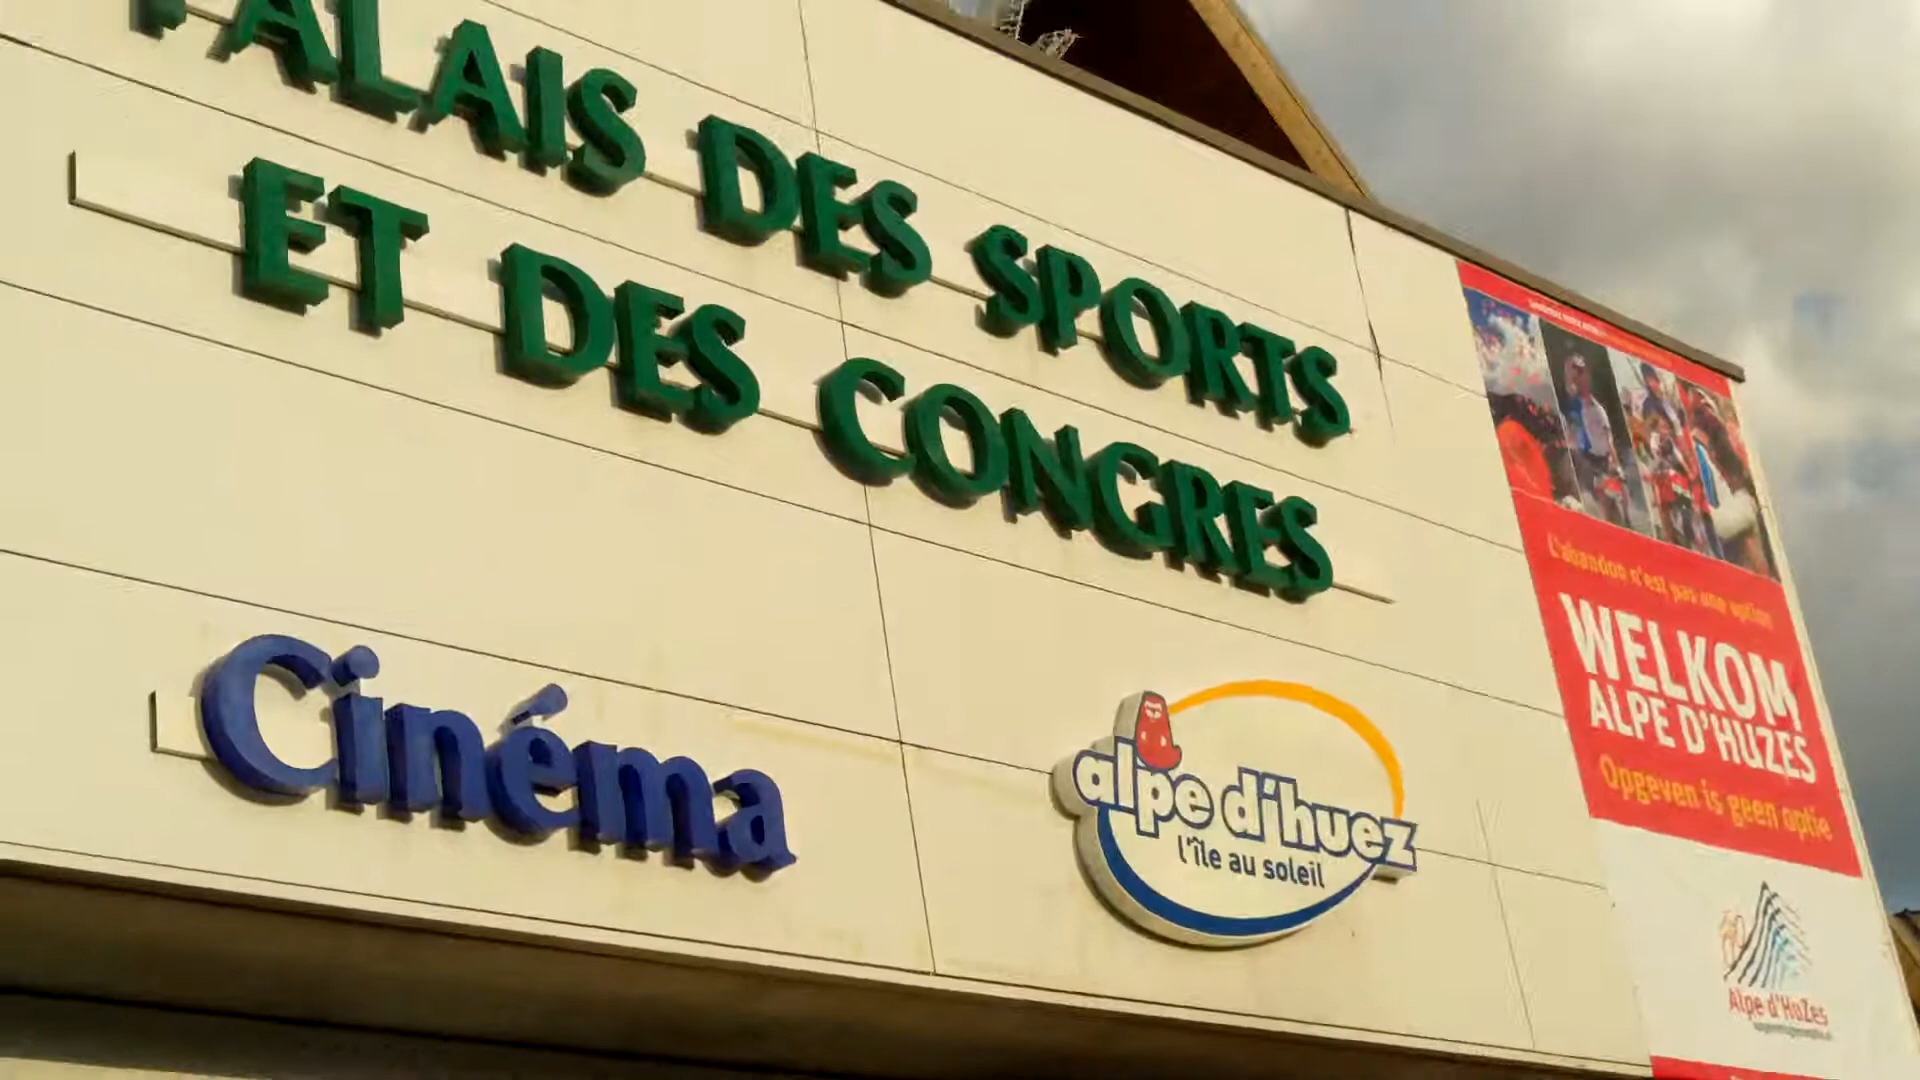 PALAIS DES SPORTS
ET DES CONGRES
Cinéma
alpe d'huez
l'île au soleil
L'abandon n'est pas une option
WELKOM
ALPE D'HUZES
Opgeven is geen optie
Alpe d'HuZes